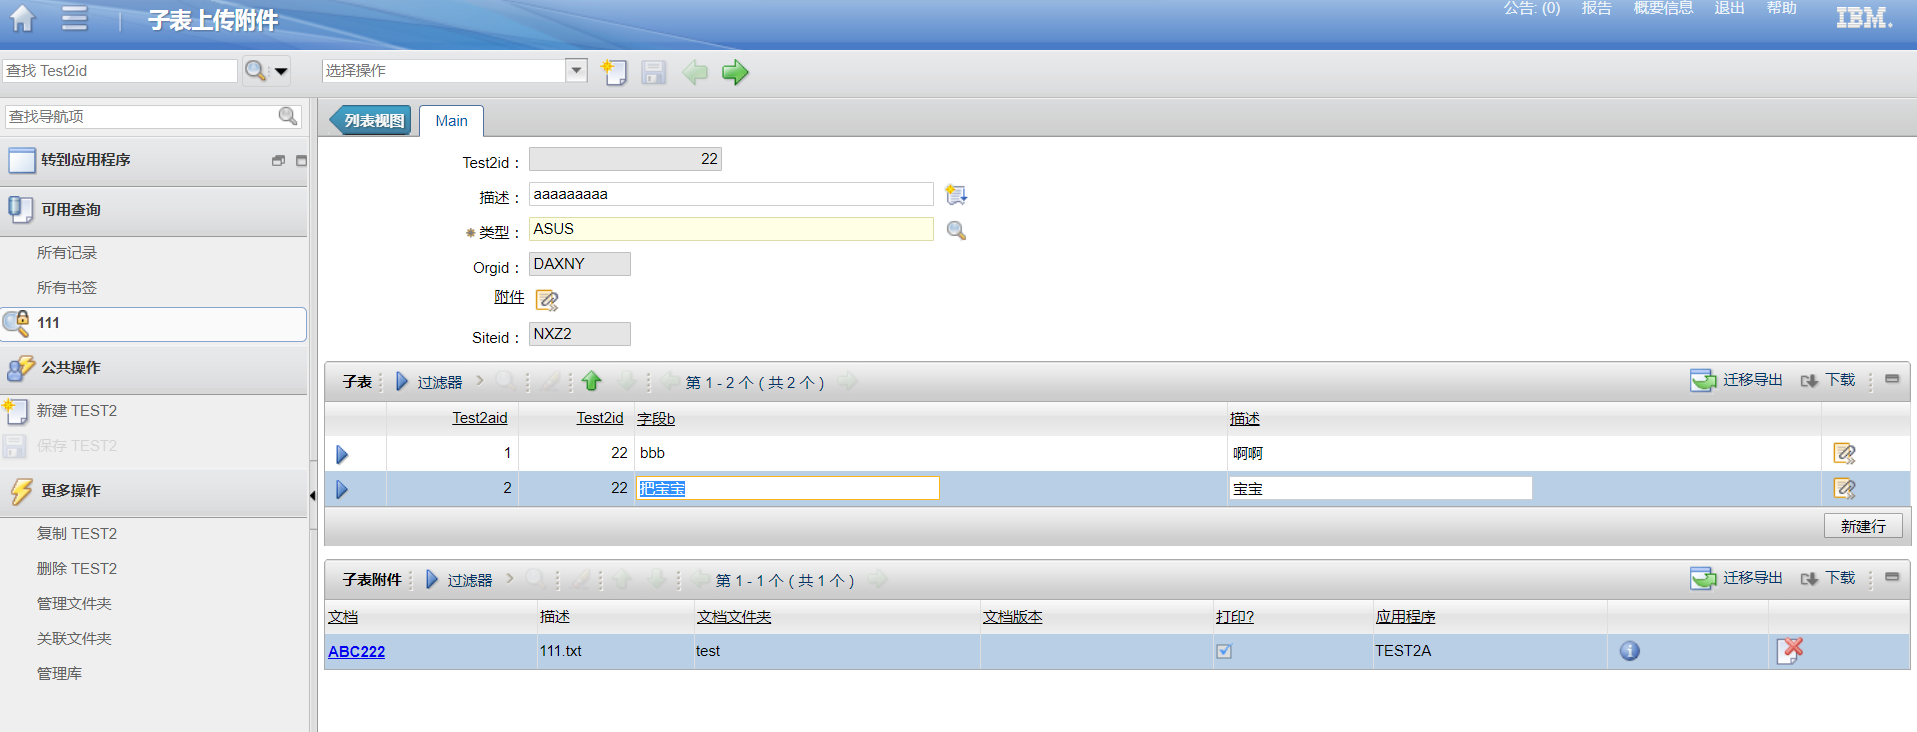 子表上传附件
公告: (0) 报告 概要信息 退出 帮助
IBM.
查找 Test2id
选择操作
查找导航项
转到应用程序
可用查询
所有记录
所有书签
111
公共操作
新建 TEST2
保存 TEST2
更多操作
复制 TEST2
删除 TEST2
管理文件夹
关联文件夹
管理库
列表视图 Main
Test2id： 22
描述： aaaaaaaaa
类型： ASUS
Orgid： DAXNY
附件
Siteid： NXZ2
子表 过滤器 第 1 - 2 个 ( 共 2 个 ) 迁移导出 下载
Test2aid Test2id 字段b 描述
1 22 bbb 啊啊
2 22 把宝宝 宝宝
新建行
子表附件 过滤器 第 1 - 1 个 ( 共 1 个 ) 迁移导出 下载
文档 描述 文档文件夹 文档版本 打印? 应用程序
ABC222 111.txt test TEST2A